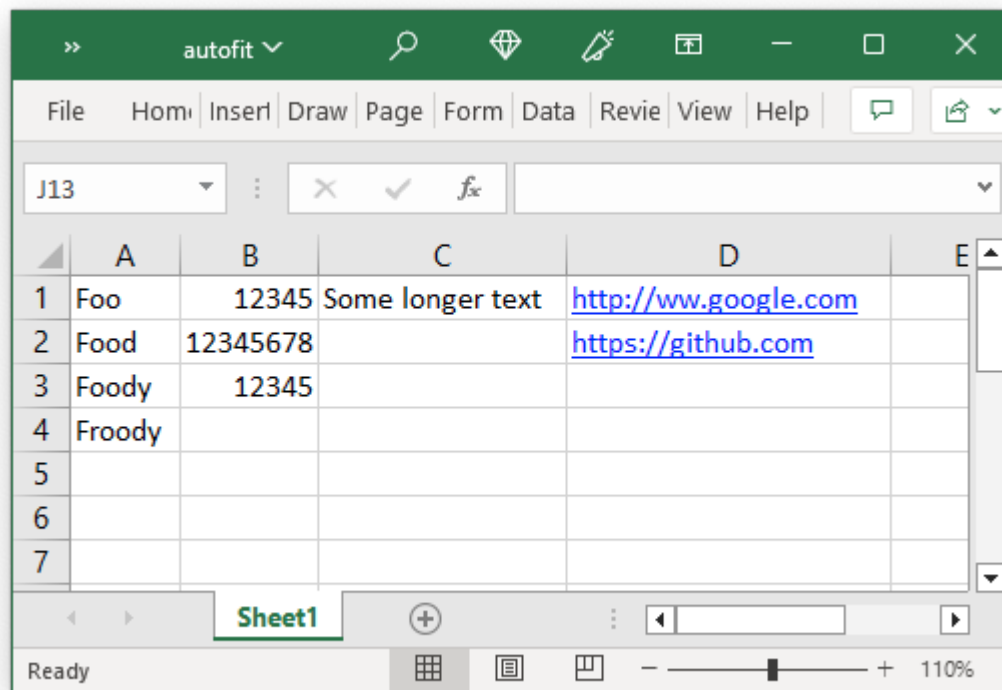 » autofit
File Hom Insert Draw Page Form Data Revie View Help
J13 fx
A B C D E
1 Foo 12345 Some longer text http://ww.google.com
2 Food 12345678 https://github.com
3 Foody 12345
4 Froody
5
6
7
Sheet1
Ready 110%